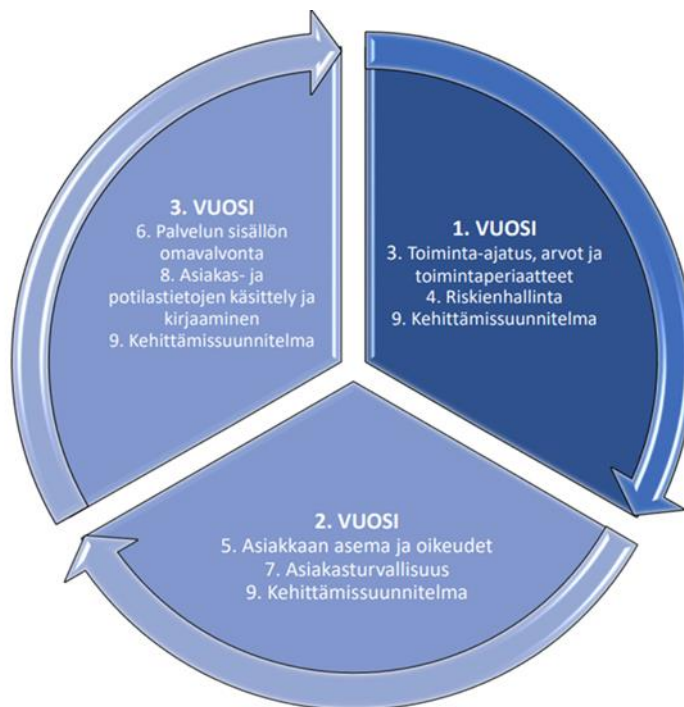 1. VUOSI
3. Toiminta-ajatus, arvot ja
toimintaperiaatteet
4. Riskienhallinta
9. Kehittämissuunnitelma
2. VUOSI
5. Asiakkaan asema ja oikeudet
7. Asiakasturvallisuus
9. Kehittämissuunnitelma
3. VUOSI
6. Palvelun sisällön
omavalvonta
8. Asiakas- ja
potilastietojen käsittely ja
kirjaaminen
9. Kehittämissuunnitelma